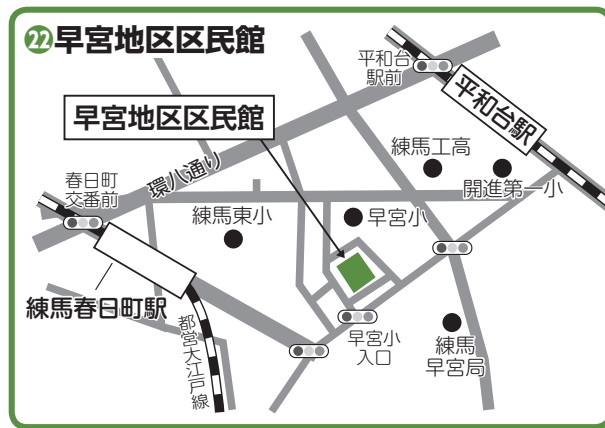 ㉒早宮地区区民館
平和台
駅前
平和台駅
早宮地区区民館
練馬工高
春日町
交番前
環八通り
開進第一小
練馬東小
早宮小
練馬春日町駅
都営大江戸線
早宮小
入口
練馬
早宮局